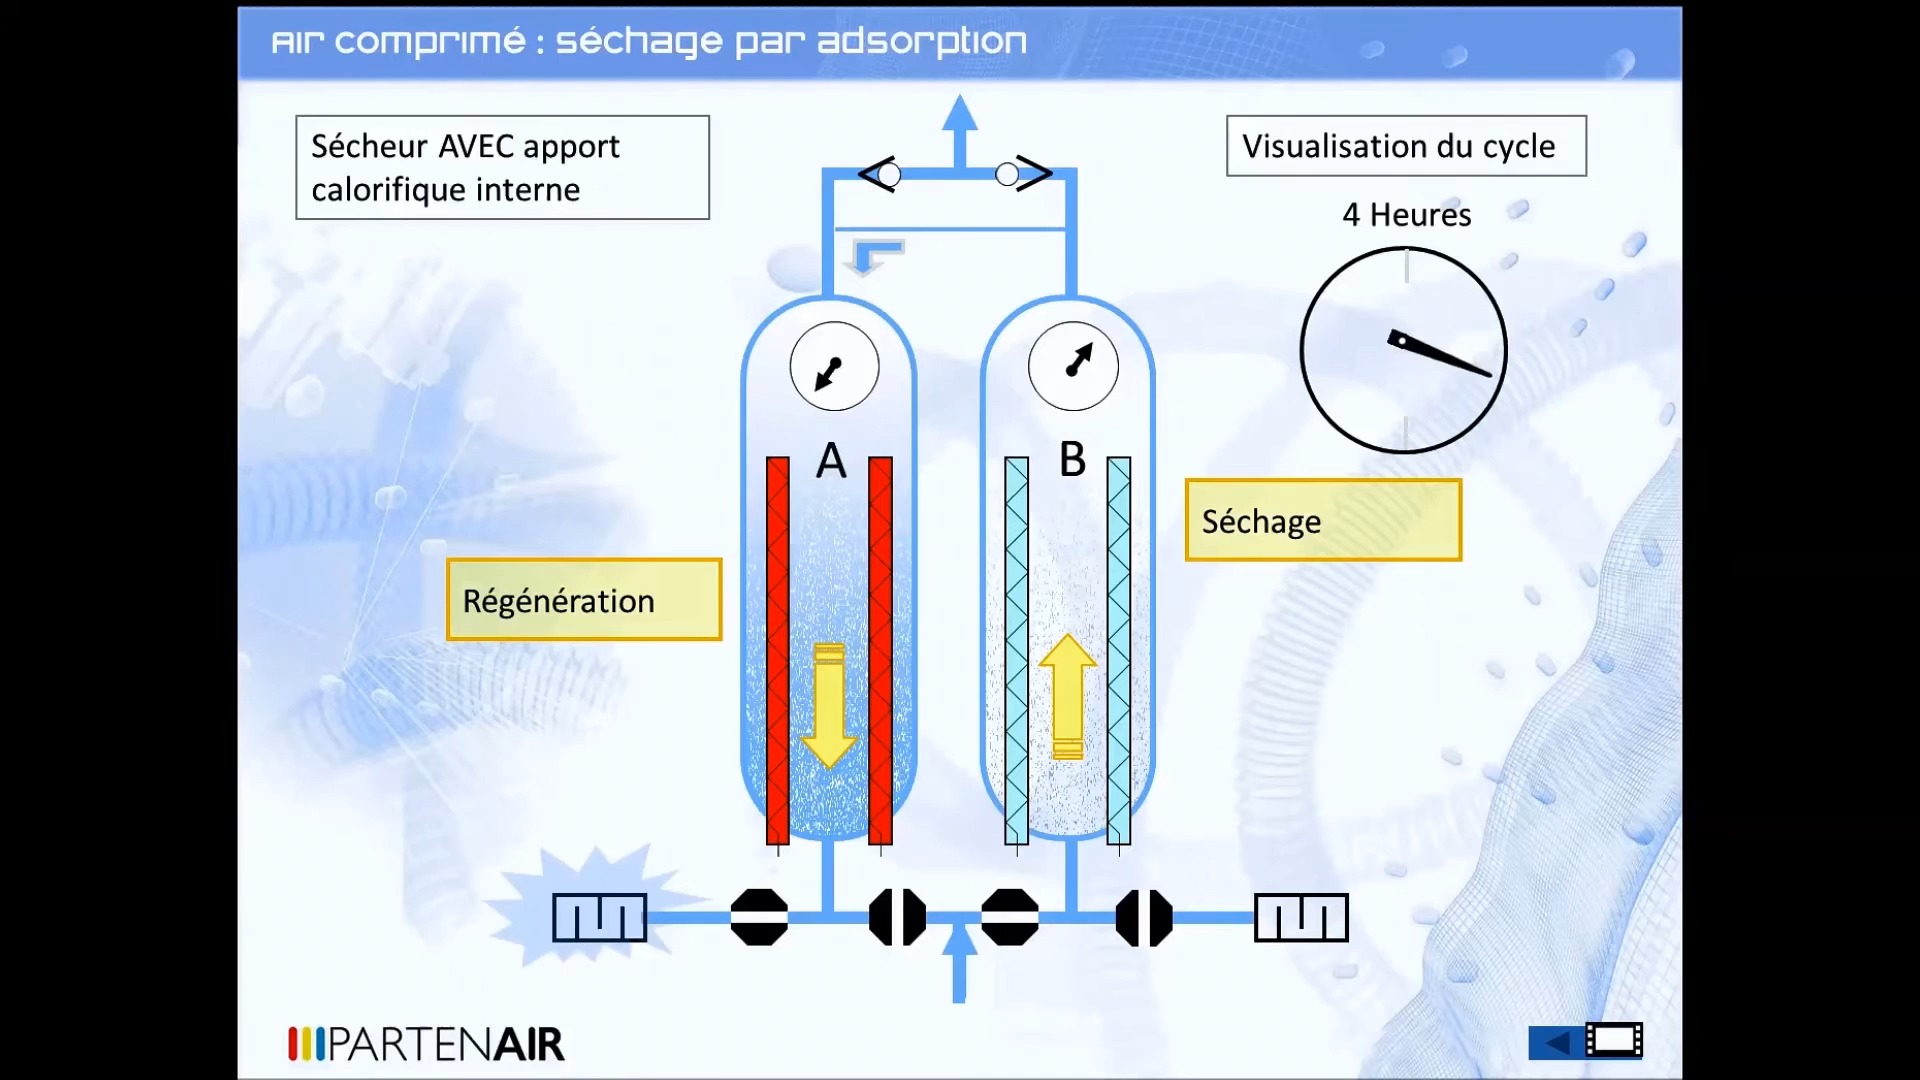 Air comprimé : séchage par adsorption
Sécheur AVEC apport
calorifique interne
Visualisation du cycle
4 Heures
A
B
Séchage
Régénération
PARTENAIR